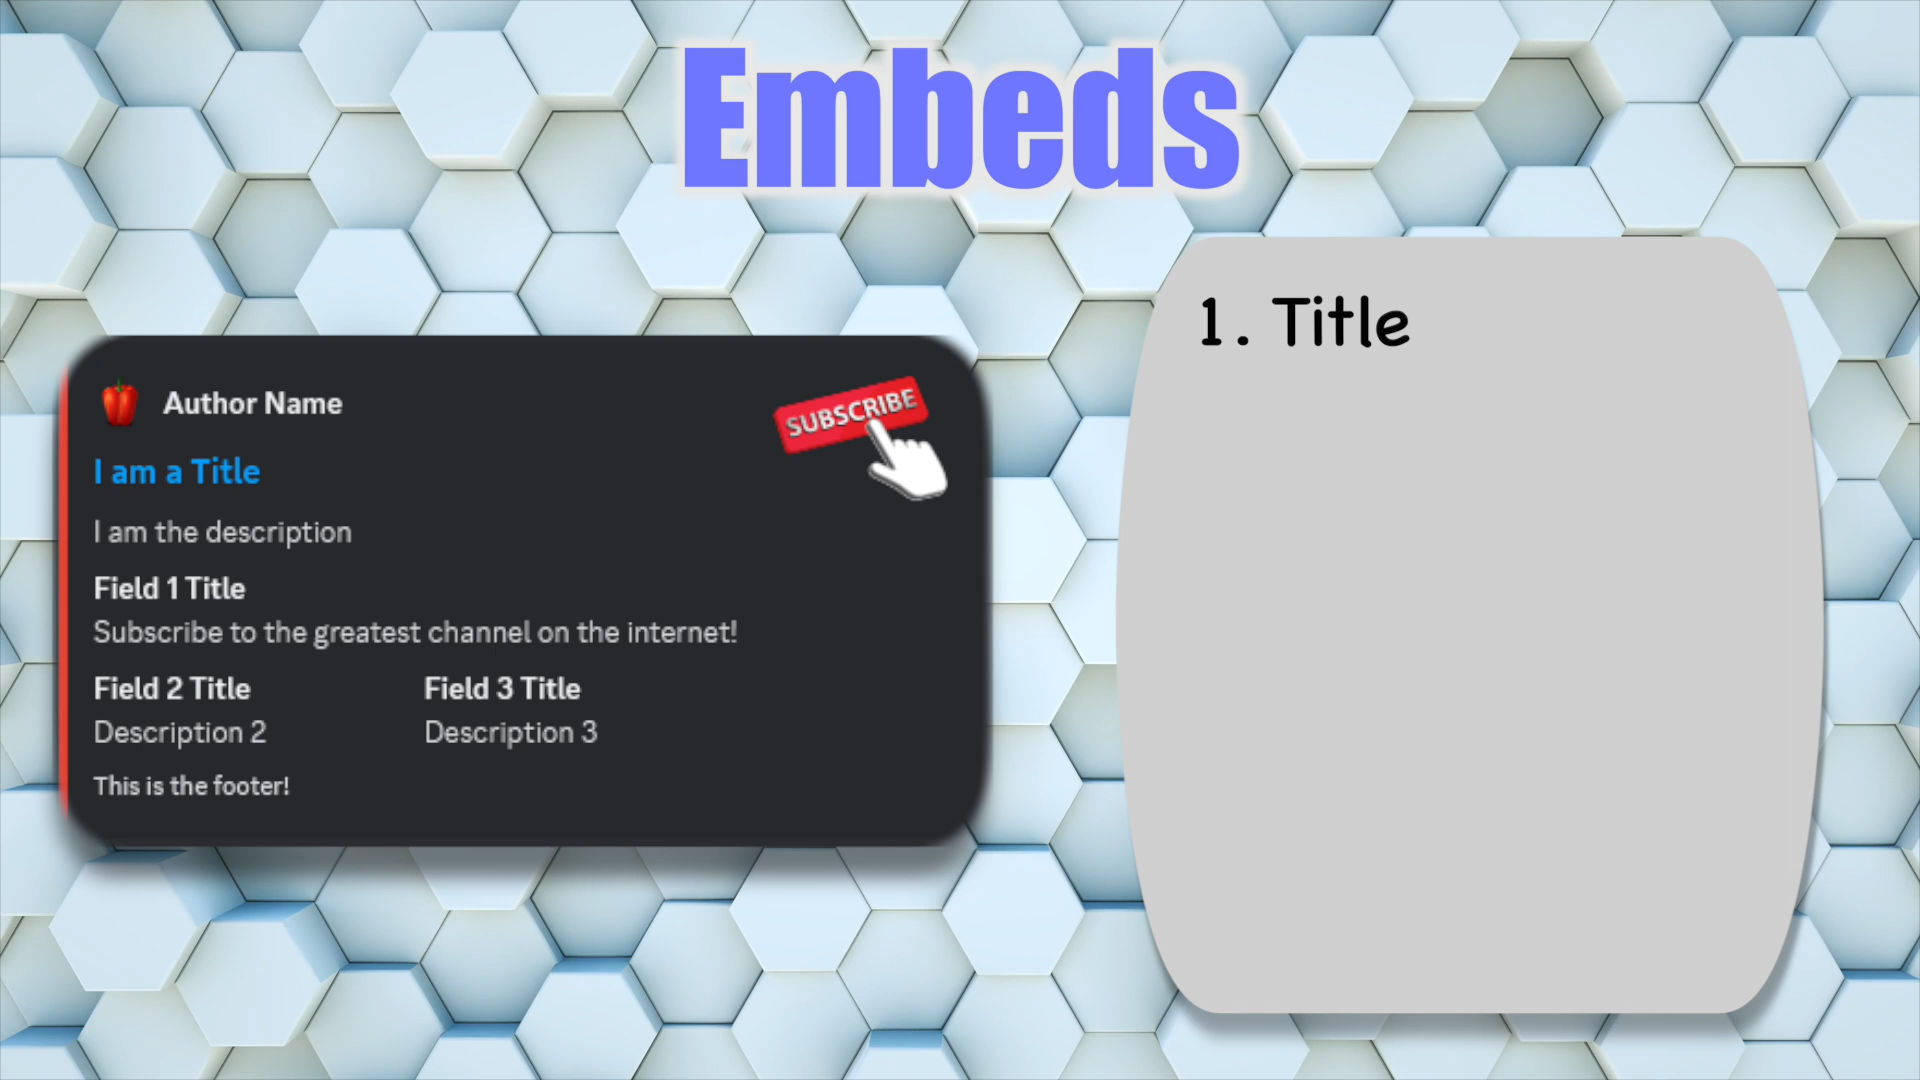 Embeds
Author Name
SUBSCRIBE
I am a Title
I am the description
Field 1 Title
Subscribe to the greatest channel on the internet!
Field 2 Title
Field 3 Title
Description 2
Description 3
This is the footer!
1. Title